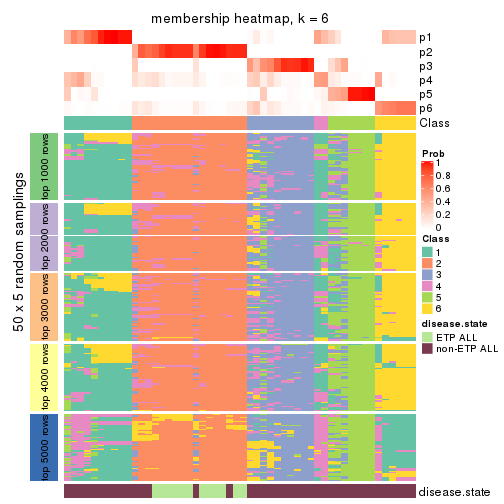 membership heatmap, k = 6
p1
p2
p3
p4
p5
p6
Class
50 x 5 random samplings
top 1000 rows
top 2000 rows
top 3000 rows
top 4000 rows
top 5000 rows
disease.state
Prob
1
0.8
0.6
0.4
0.2
0
Class
1
2
3
4
5
6
disease.state
ETP ALL
non-ETP ALL